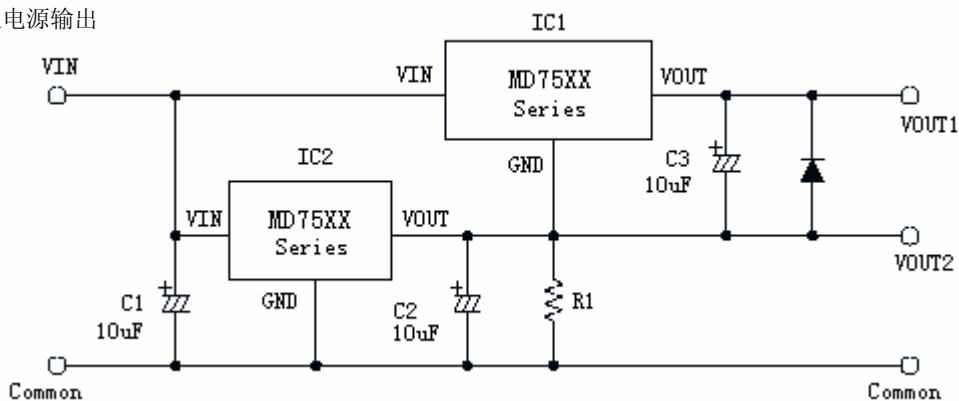 电源输出
IC1
VIN
VIN
MD75XX
Series
VOUT
VOUT1
GND
C3
10uF
IC2
VIN
MD75XX
Series
VOUT
VOUT2
GND
C1
10uF
C2
10uF
R1
Common
Common